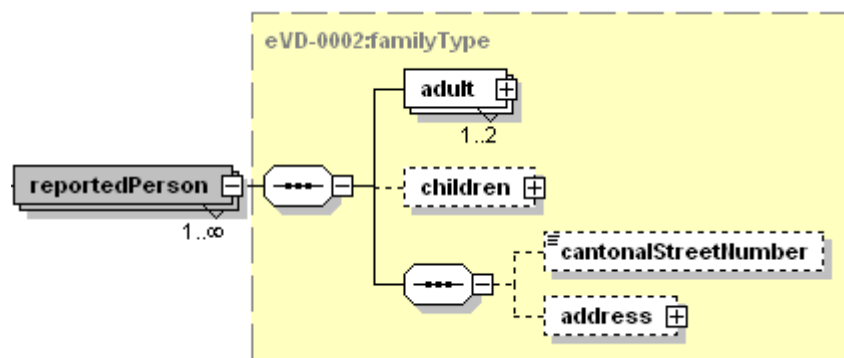 eVD-0002:familyType
adult
1..2
reportedPerson
1..∞
children
cantonalStreetNumber
address